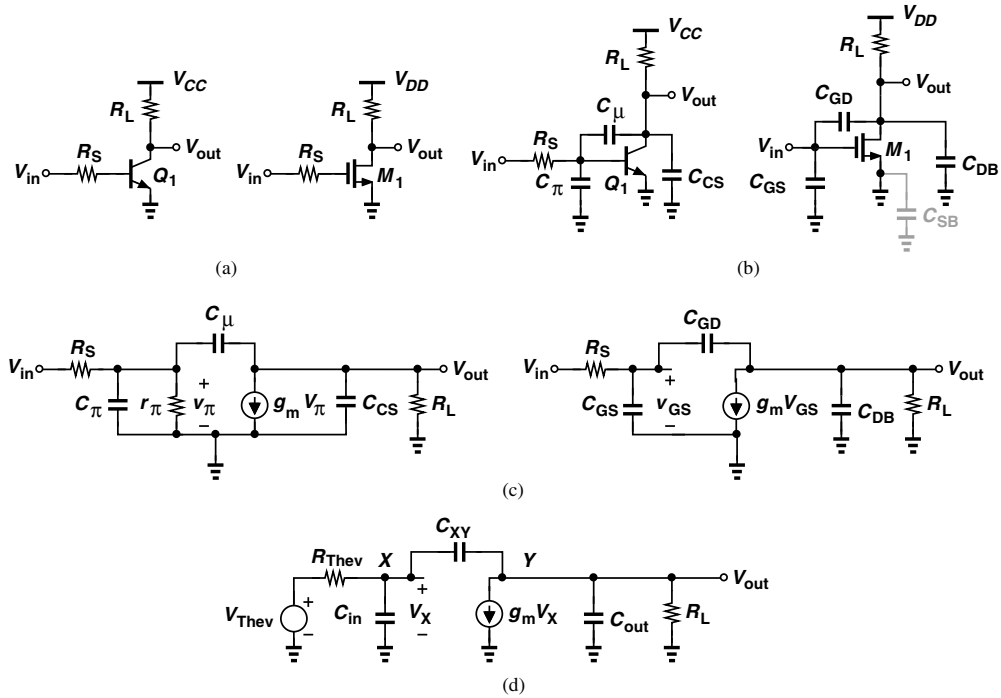 V_CC
R_L
V_out
R_S
V_in
Q_1
V_DD
R_L
V_out
R_S
V_in
M_1
(a)
V_CC
R_L
V_out
C_μ
R_S
V_in
C_π
Q_1
C_CS
V_DD
R_L
V_out
C_GD
V_in
M_1
C_GS
C_DB
C_SB
(b)
C_μ
V_in
R_S
V_out
C_π
r_π
+
v_π
−
g_m V_π
C_CS
R_L
C_GD
V_in
R_S
V_out
C_GS
+
v_GS
−
g_m V_GS
C_DB
R_L
(c)
C_XY
R_Thev
X
Y
V_out
V_Thev
+
−
C_in
+
V_X
−
g_m V_X
C_out
R_L
(d)